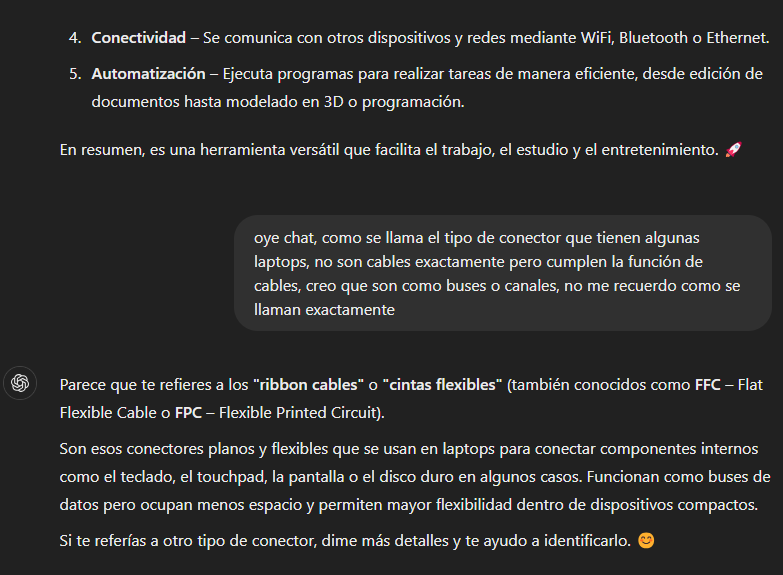 4. Conectividad – Se comunica con otros dispositivos y redes mediante WiFi, Bluetooth o Ethernet.
5. Automatización – Ejecuta programas para realizar tareas de manera eficiente, desde edición de
documentos hasta modelado en 3D o programación.
En resumen, es una herramienta versátil que facilita el trabajo, el estudio y el entretenimiento. 🚀
oye chat, como se llama el tipo de conector que tienen algunas
laptops, no son cables exactamente pero cumplen la función de
cables, creo que son como buses o canales, no me recuerdo como se
llaman exactamente
Parece que te refieres a los "ribbon cables" o "cintas flexibles" (también conocidos como FFC – Flat
Flexible Cable o FPC – Flexible Printed Circuit).
Son esos conectores planos y flexibles que se usan en laptops para conectar componentes internos
como el teclado, el touchpad, la pantalla o el disco duro en algunos casos. Funcionan como buses de
datos pero ocupan menos espacio y permiten mayor flexibilidad dentro de dispositivos compactos.
Si te referías a otro tipo de conector, dime más detalles y te ayudo a identificarlo. 😊